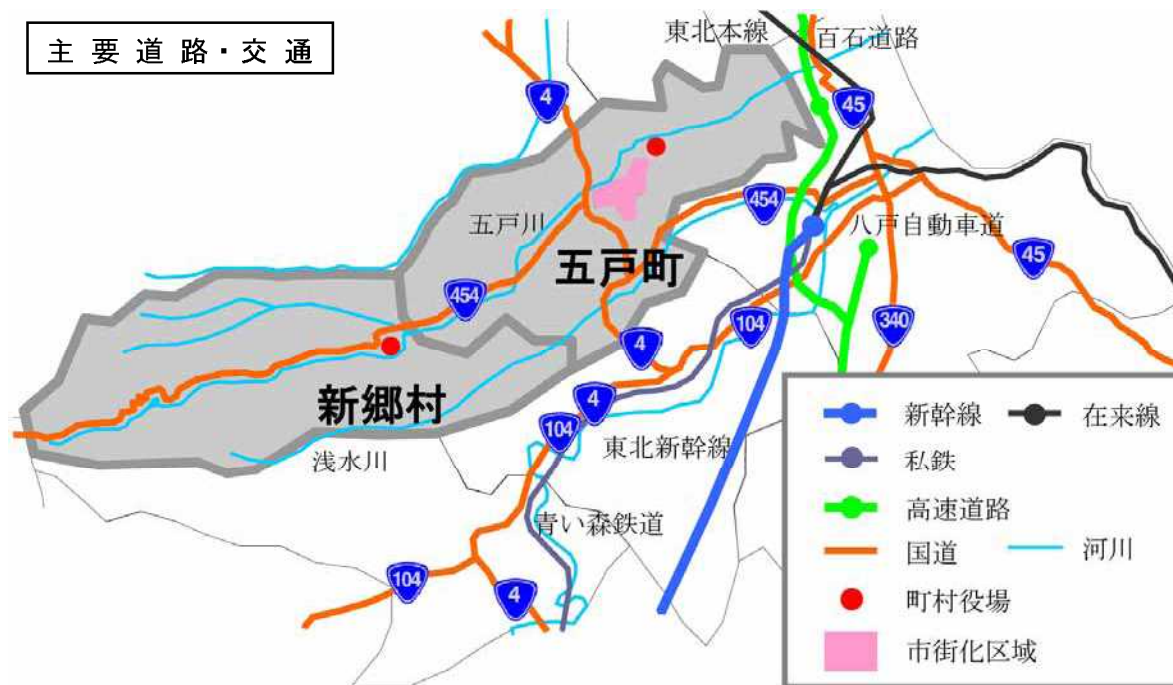 主要道路・交通
東北本線
百石道路
4
45
454
五戸川
八戸自動車道
五戸町
45
454
4
104
340
新郷村
4
104
東北新幹線
浅水川
青い森鉄道
104
4
新幹線
在来線
私鉄
高速道路
国道
河川
町村役場
市街化区域